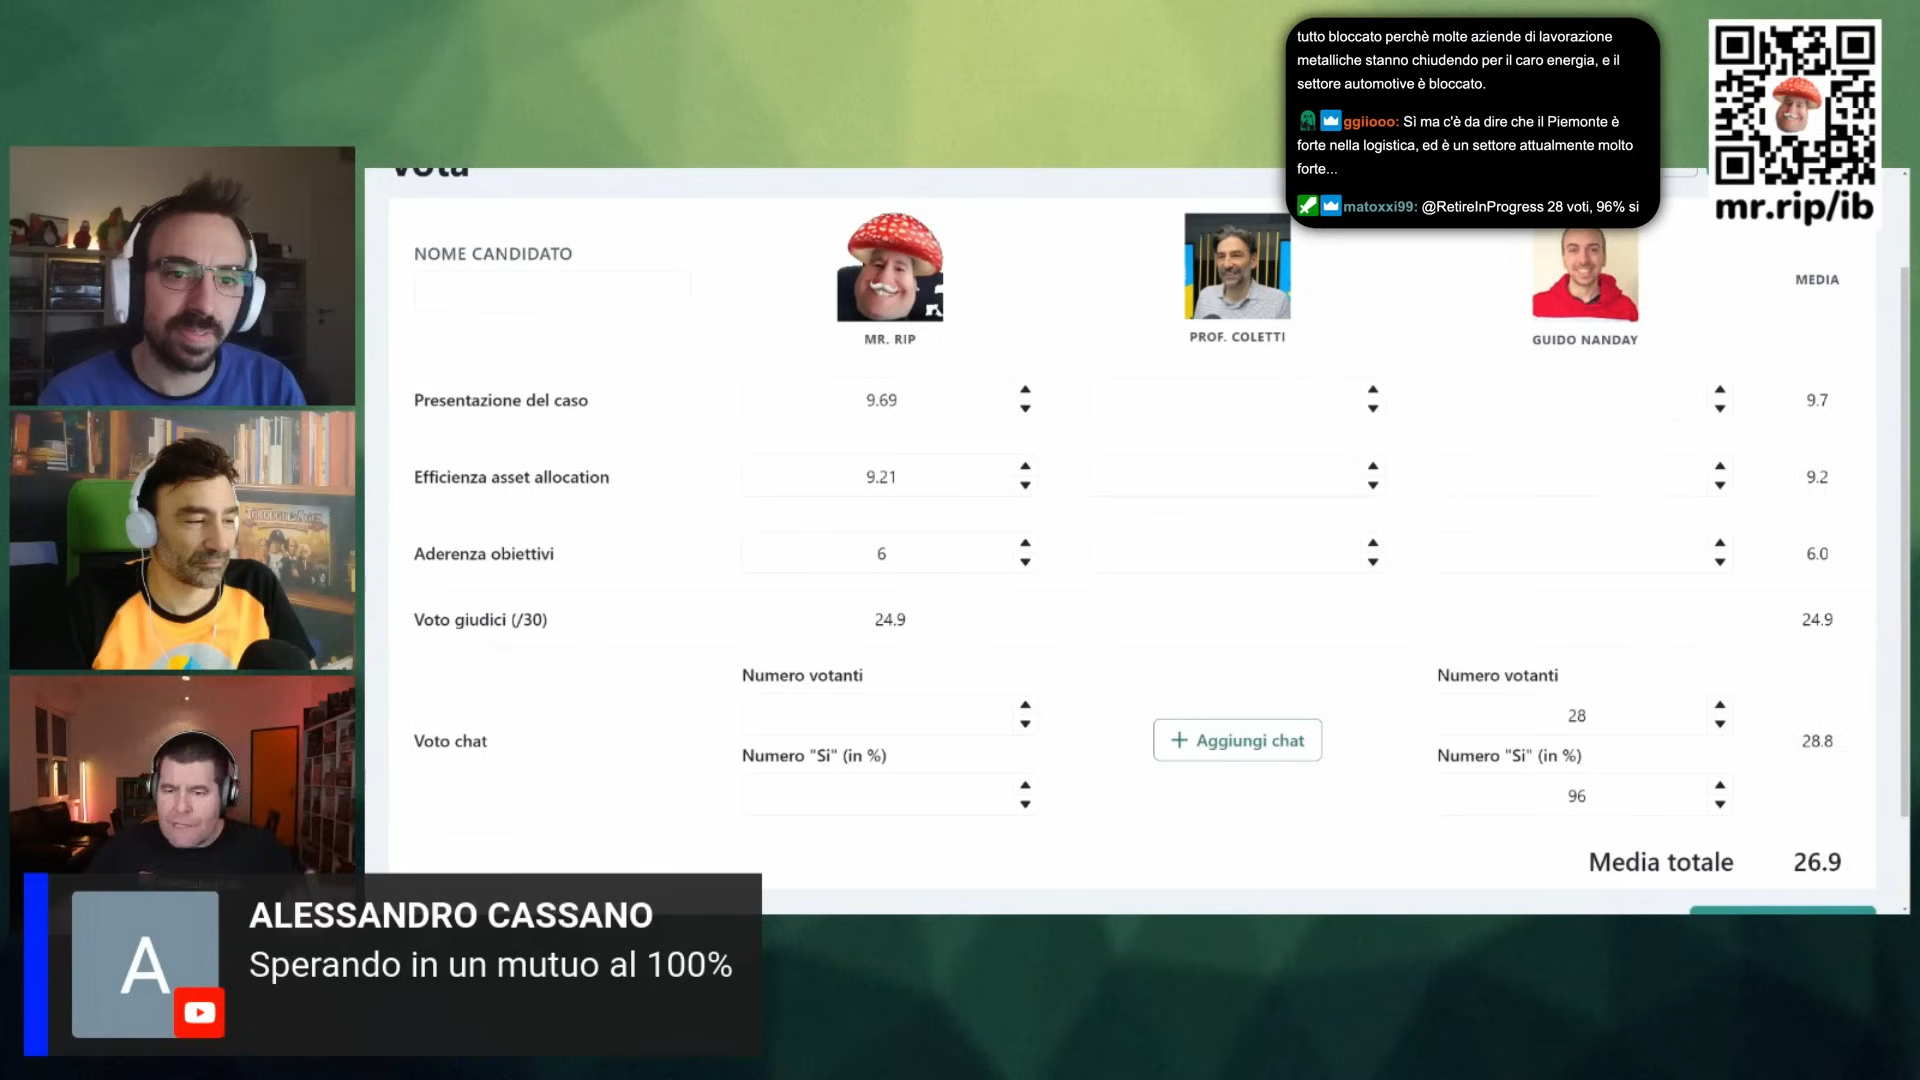 tutto bloccato perchè molte aziende di lavorazione
metalliche stanno chiudendo per il caro energia, e il
settore automotive è bloccato.
ggiiooo: Sì ma c'è da dire che il Piemonte è
forte nella logistica, ed è un settore attualmente molto
forte...
matoxxi99: @RetireInProgress 28 voti, 96% si
mr.rip/ib
Vota
NOME CANDIDATO
MR. RIP
PROF. COLETTI
GUIDO NANDAY
MEDIA
Presentazione del caso 9.69 9.7
Efficienza asset allocation 9.21 9.2
Aderenza obiettivi 6 6.0
Voto giudici (/30) 24.9 24.9
Numero votanti
Numero votanti
28
Voto chat
+ Aggiungi chat
28.8
Numero "Si" (in %)
Numero "Si" (in %)
96
Media totale 26.9
A
ALESSANDRO CASSANO
Sperando in un mutuo al 100%